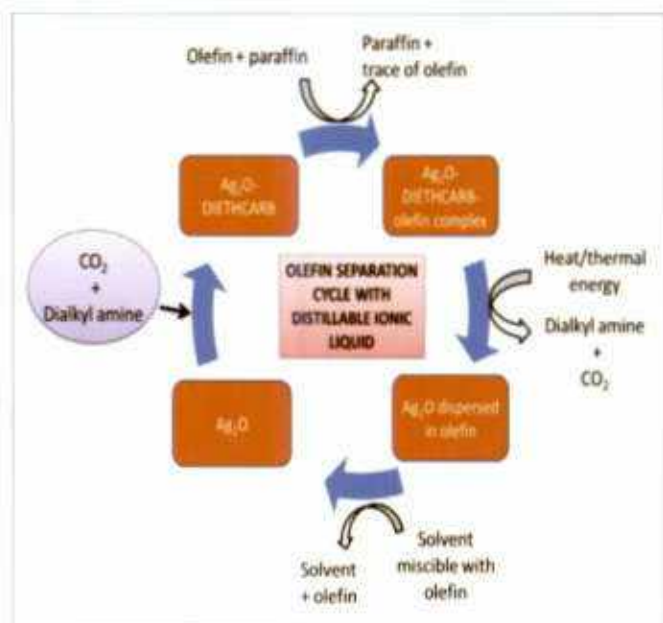 Olefin + paraffin
Paraffin +
trace of olefin
Ag₂O-
DIETHCARB
Ag₂O-
DIETHCARB-
olefin complex
CO₂
+
Dialkyl amine
OLEFIN SEPARATION
CYCLE WITH
DISTILLABLE IONIC
LIQUID
Heat/thermal
energy
Dialkyl amine
+
CO₂
Ag₂O
Ag₂O dispersed
in olefin
Solvent
+ olefin
Solvent
miscible with
olefin